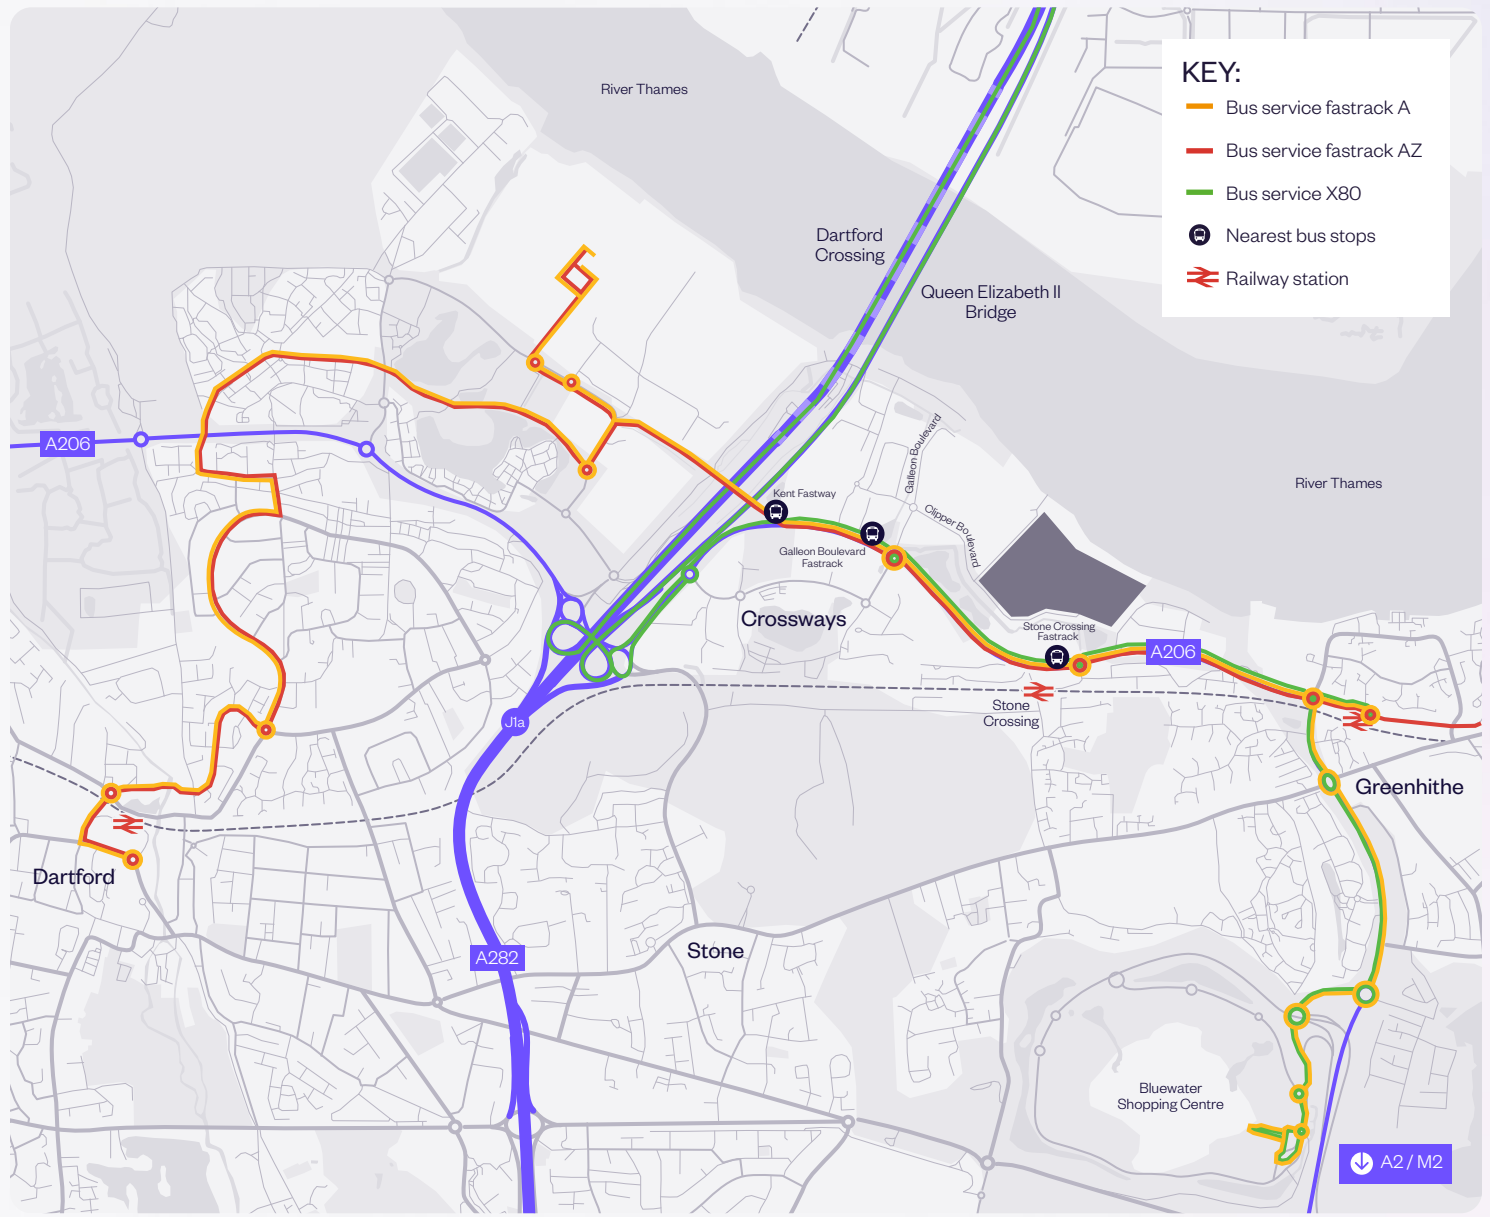 KEY:
Bus service fastrack A
Bus service fastrack AZ
Bus service X80
Nearest bus stops
Railway station
River Thames
Dartford
Crossing
Queen Elizabeth II
Bridge
A206
Galleon Boulevard
Clipper Boulevard
Kent Fastway
River Thames
Galleon Boulevard
Fastrack
Crossways
Stone Crossing
Fastrack
A206
J1a
Stone
Crossing
Greenhithe
Dartford
A282
Stone
Bluewater
Shopping Centre
A2 / M2